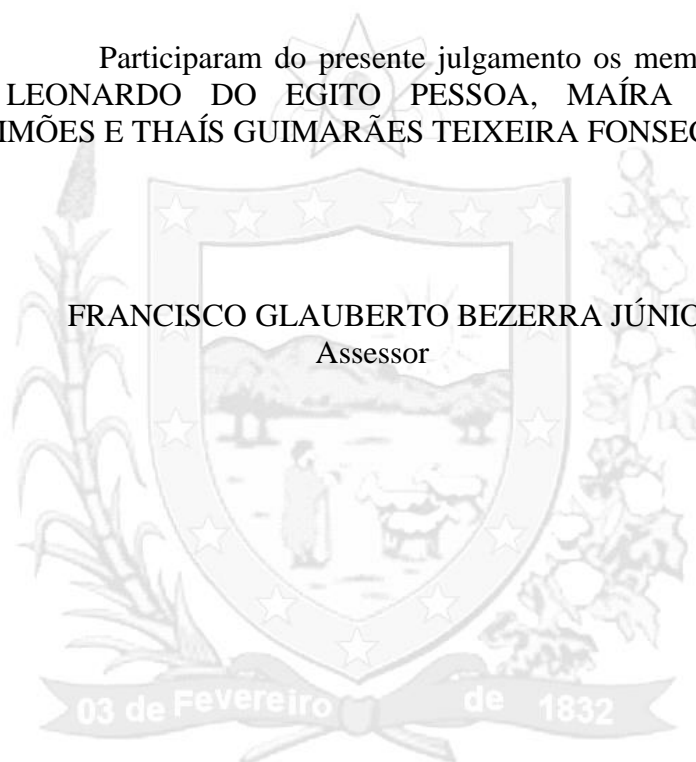 Participaram do presente julgamento os mem
LEONARDO DO EGITO PESSOA, MAÍRA
IMÕES E THAÍS GUIMARÃES TEIXEIRA FONSEC
FRANCISCO GLAUBERTO BEZERRA JÚNIO
Assessor
03 de Fevereiro de 1832